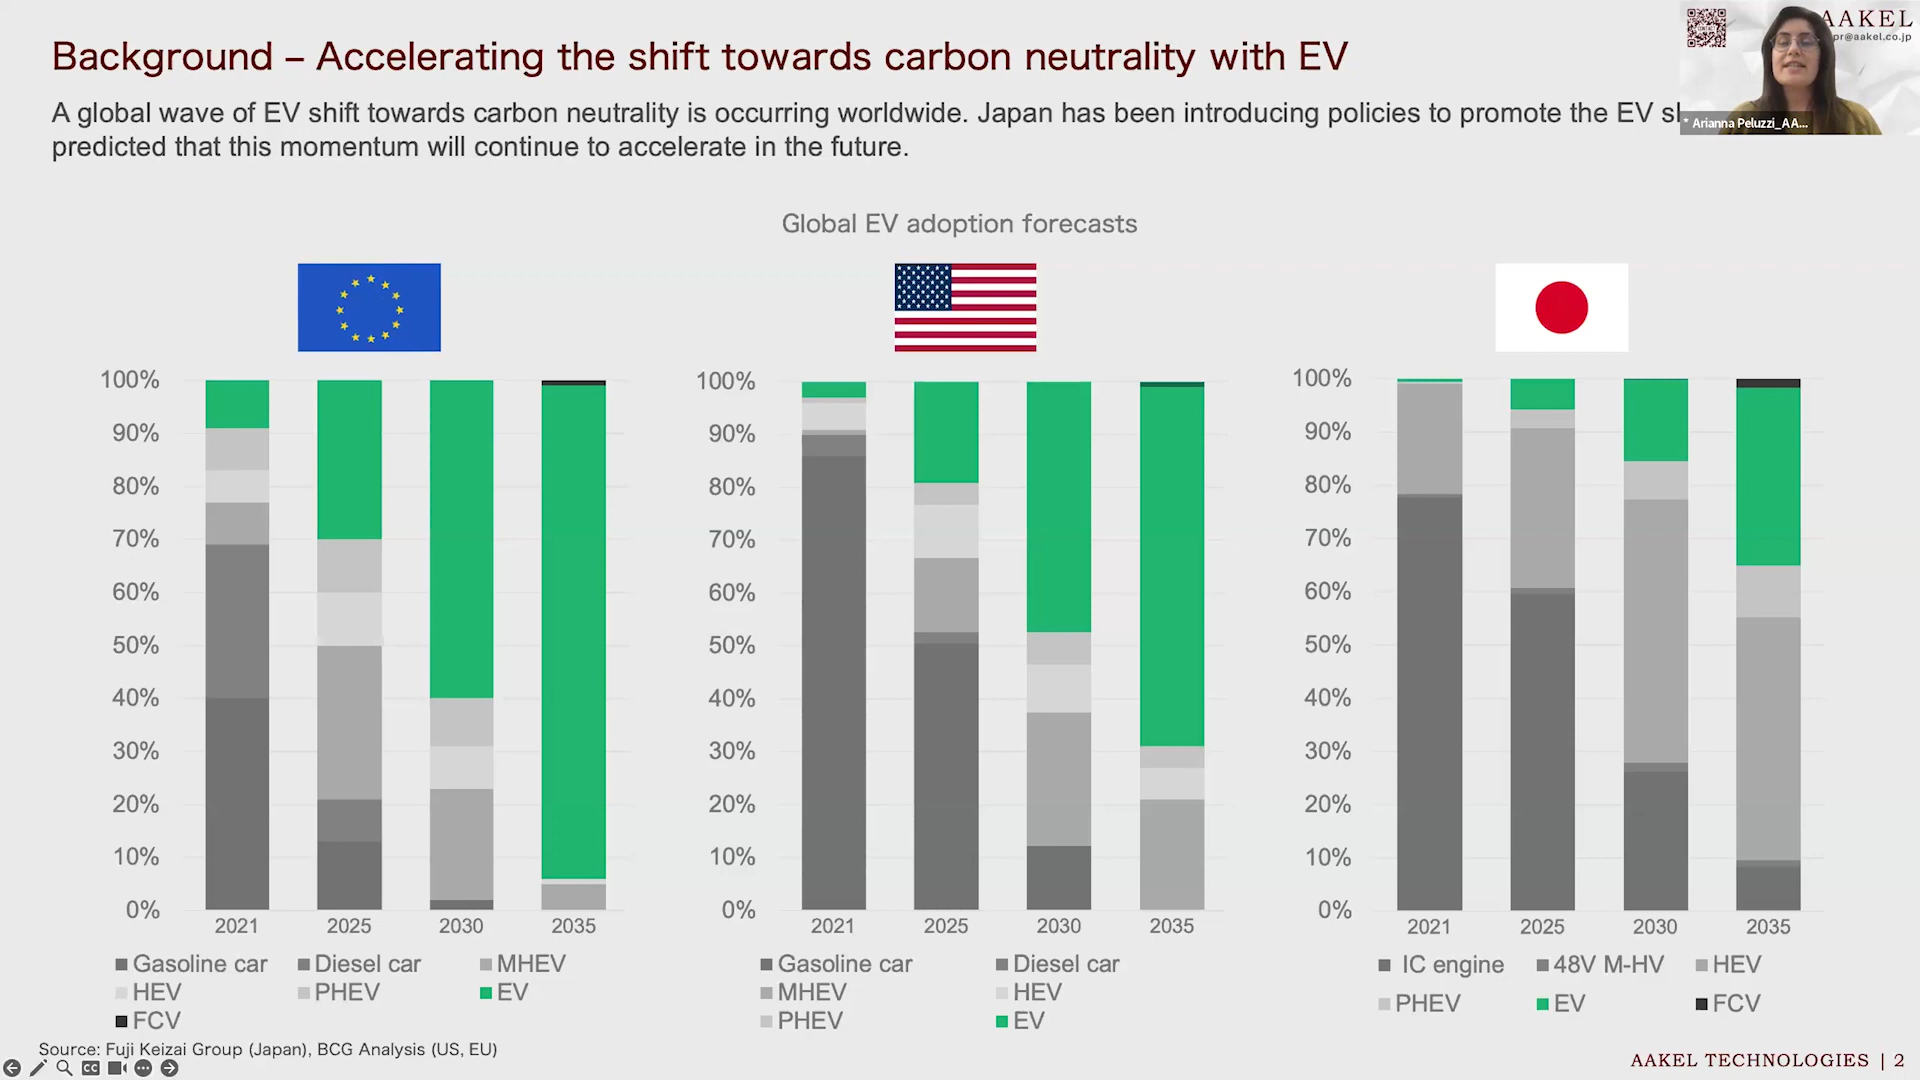 Background – Accelerating the shift towards carbon neutrality with EV
AAKEL
pr@aakel.co.jp
A global wave of EV shift towards carbon neutrality is occurring worldwide. Japan has been introducing policies to promote the EV
* Arianna Peluzzi_AA...
predicted that this momentum will continue to accelerate in the future.
Global EV adoption forecasts
100%
90%
80%
70%
60%
50%
40%
30%
20%
10%
0%
2021 2025 2030 2035
Gasoline car Diesel car MHEV
HEV PHEV EV
FCV
100%
90%
80%
70%
60%
50%
40%
30%
20%
10%
0%
2021 2025 2030 2035
Gasoline car Diesel car
MHEV HEV
PHEV EV
100%
90%
80%
70%
60%
50%
40%
30%
20%
10%
0%
2021 2025 2030 2035
IC engine 48V M-HV HEV
PHEV EV FCV
Source: Fuji Keizai Group (Japan), BCG Analysis (US, EU)
CC
AAKEL TECHNOLOGIES | 2